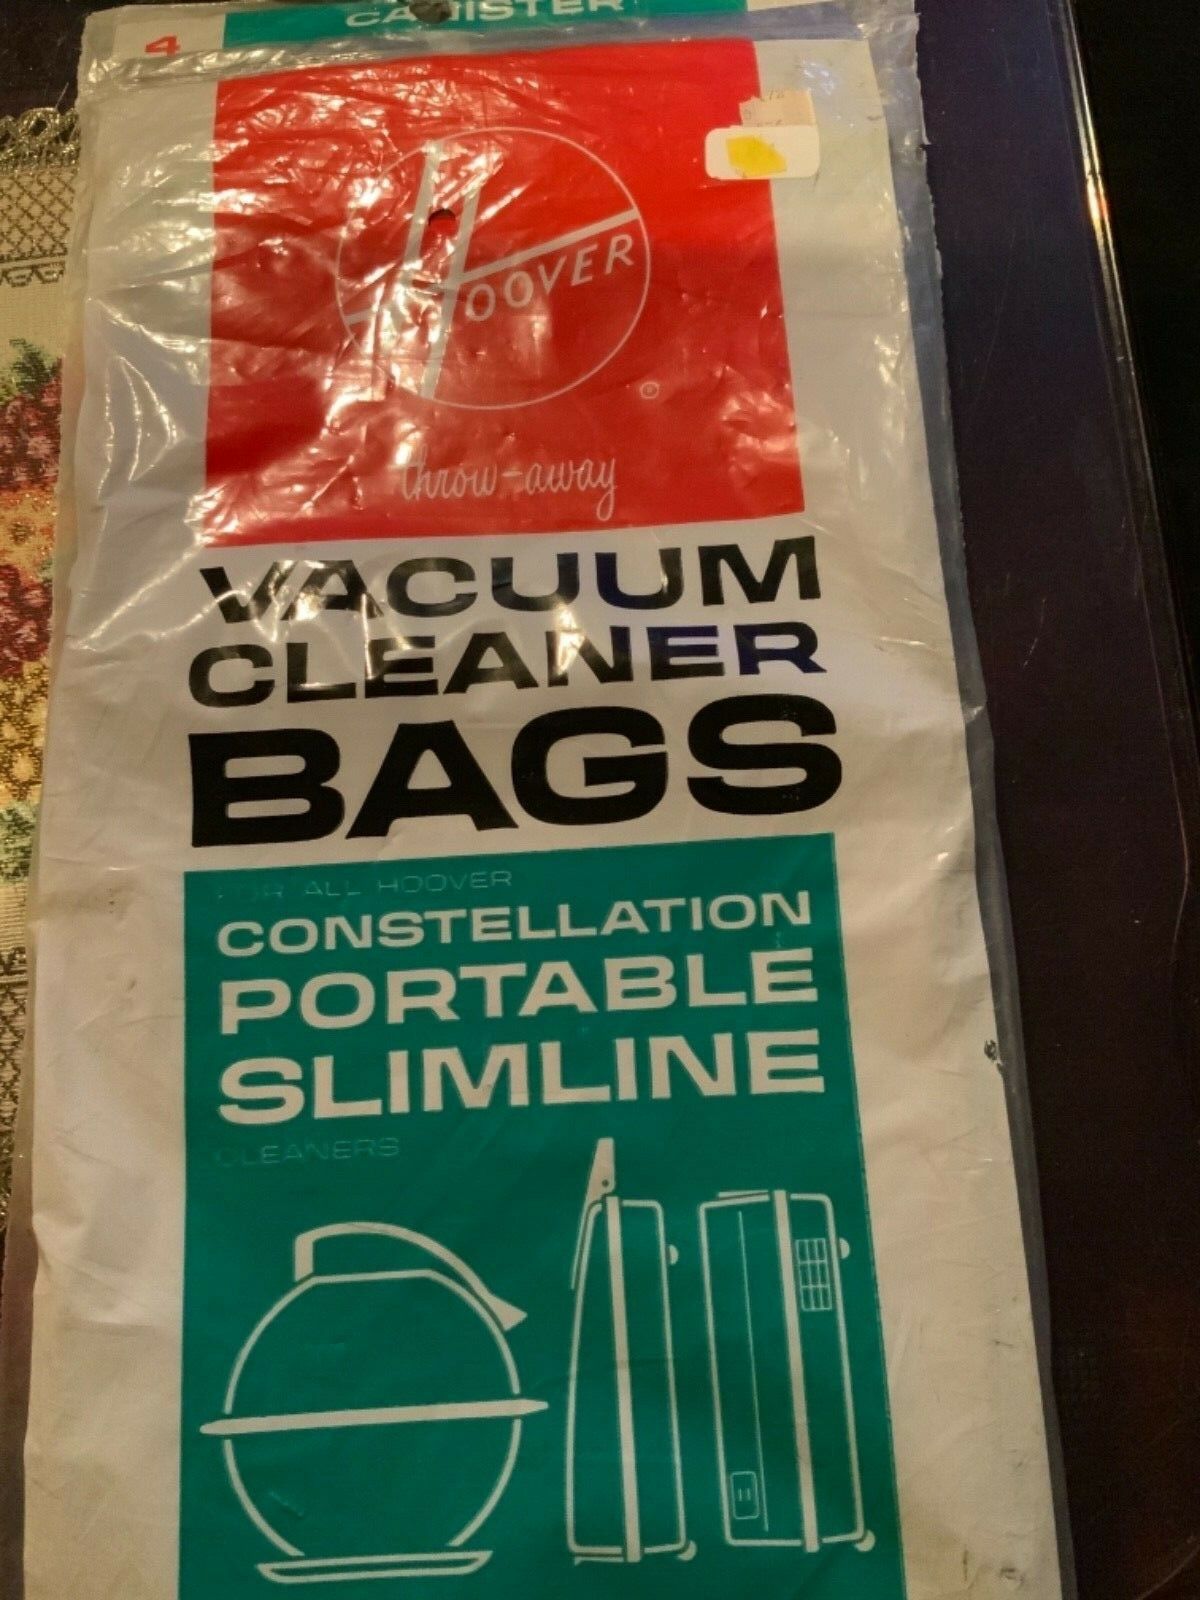 CANISTER
4
HOOVER
®
throw-away
VACUUM
CLEANER
BAGS
FOR ALL HOOVER
CONSTELLATION
PORTABLE
SLIMLINE
CLEANERS